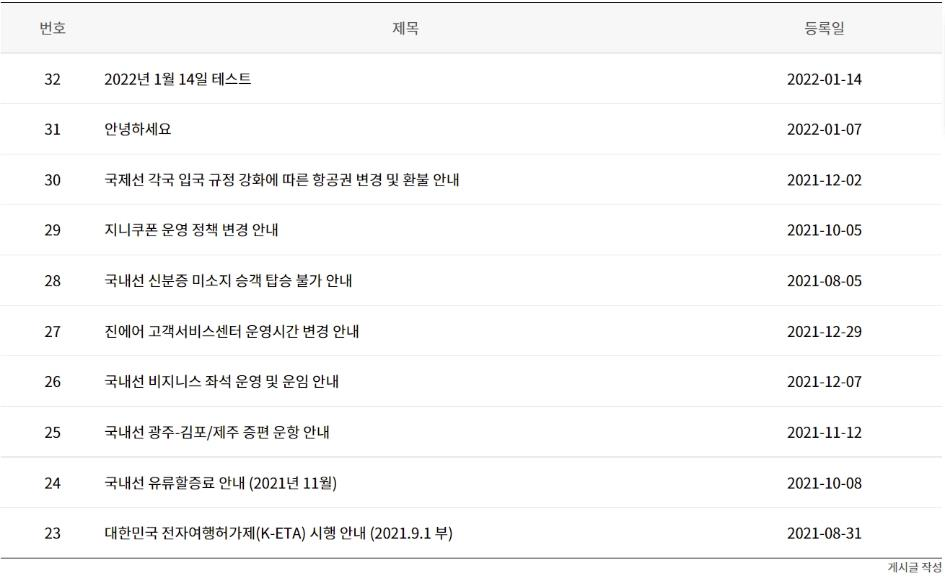 번호 제목 등록일
32 2022년 1월 14일 테스트 2022-01-14
31 안녕하세요 2022-01-07
30 국제선 각국 입국 규정 강화에 따른 항공권 변경 및 환불 안내 2021-12-02
29 지니쿠폰 운영 정책 변경 안내 2021-10-05
28 국내선 신분증 미소지 승객 탑승 불가 안내 2021-08-05
27 진에어 고객서비스센터 운영시간 변경 안내 2021-12-29
26 국내선 비지니스 좌석 운영 및 운임 안내 2021-12-07
25 국내선 광주-김포/제주 증편 운항 안내 2021-11-12
24 국내선 유류할증료 안내 (2021년 11월) 2021-10-08
23 대한민국 전자여행허가제(K-ETA) 시행 안내 (2021.9.1 부) 2021-08-31
게시글 작성